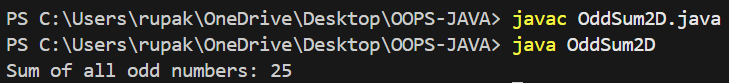 PS C:\Users\rupak\OneDrive\Desktop\OOPS-JAVA> javac OddSum2D.java
PS C:\Users\rupak\OneDrive\Desktop\OOPS-JAVA> java OddSum2D
Sum of all odd numbers: 25